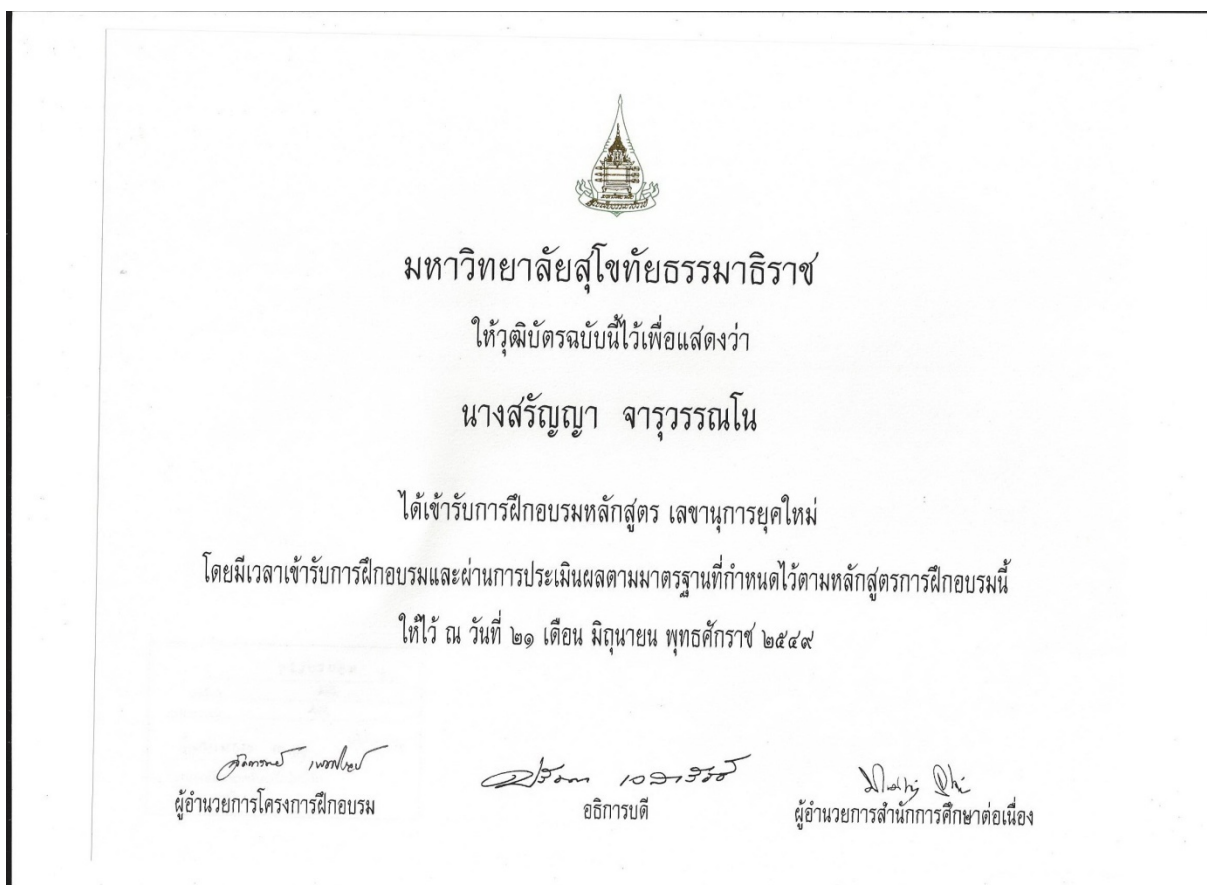 มหาวิทยาลัยสุโขทัยธรรมาธิราช
ให้วุฒิบัตรฉบับนี้ไว้เพื่อแสดงว่า
นางสรัญญา จารุวรรณโน
ได้เข้ารับการฝึกอบรมหลักสูตร เลขานุการยุคใหม่
โดยมีเวลาเข้ารับการฝึกอบรมและผ่านการประเมินผลตามมาตรฐานที่กำหนดไว้ตามหลักสูตรการฝึกอบรมนี้
ให้ไว้ ณ วันที่ ๒๑ เดือน มิถุนายน พุทธศักราช ๒๕๔๙
ผู้อำนวยการโครงการฝึกอบรม
อธิการบดี
ผู้อำนวยการสำนักการศึกษาต่อเนื่อง